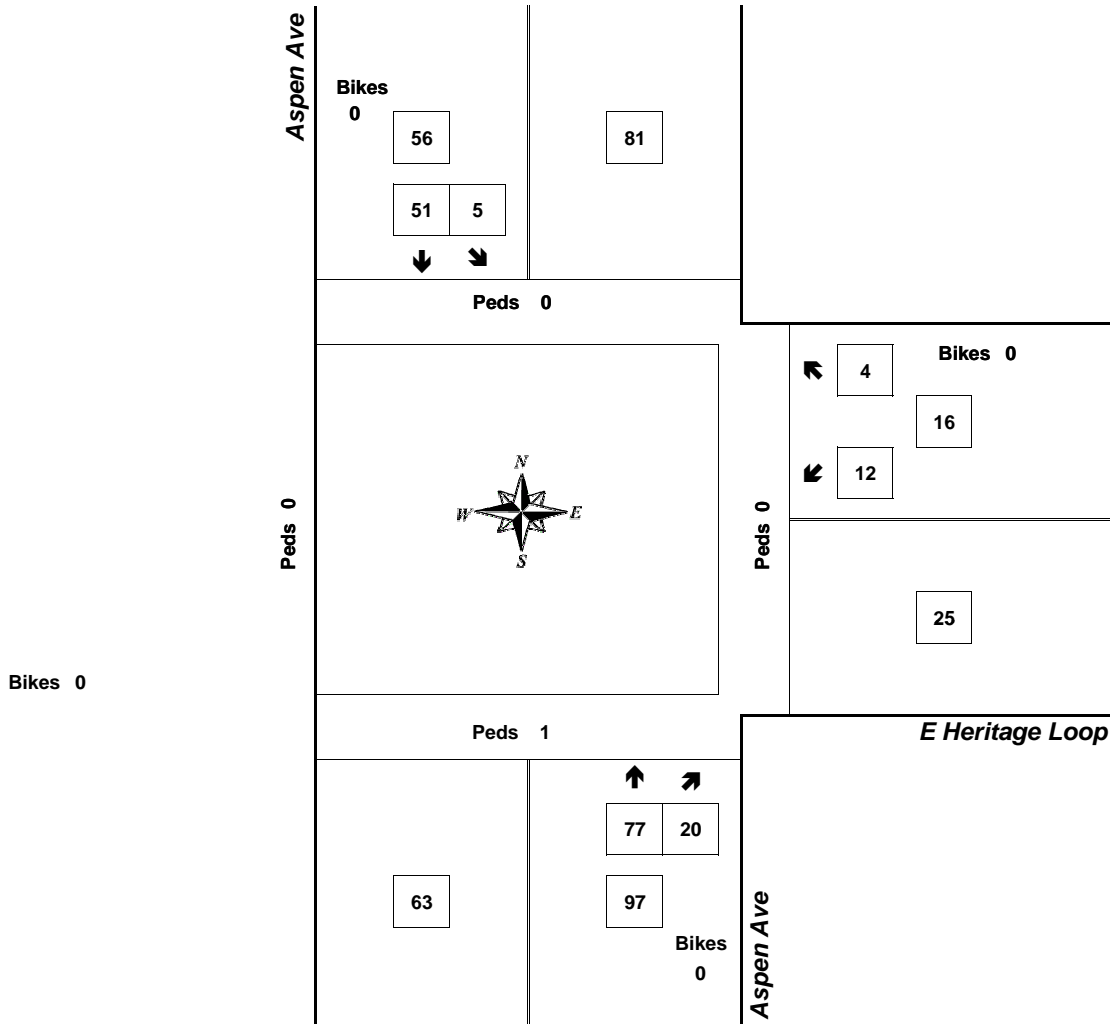 Aspen Ave
Bikes
0
56
81
51 5
Peds 0
Bikes 0
4
16
12
N
W E
S
Peds 0
Peds 0
25
Bikes 0
Peds 1
E Heritage Loop
77 20
63
97
Bikes
0
Aspen Ave